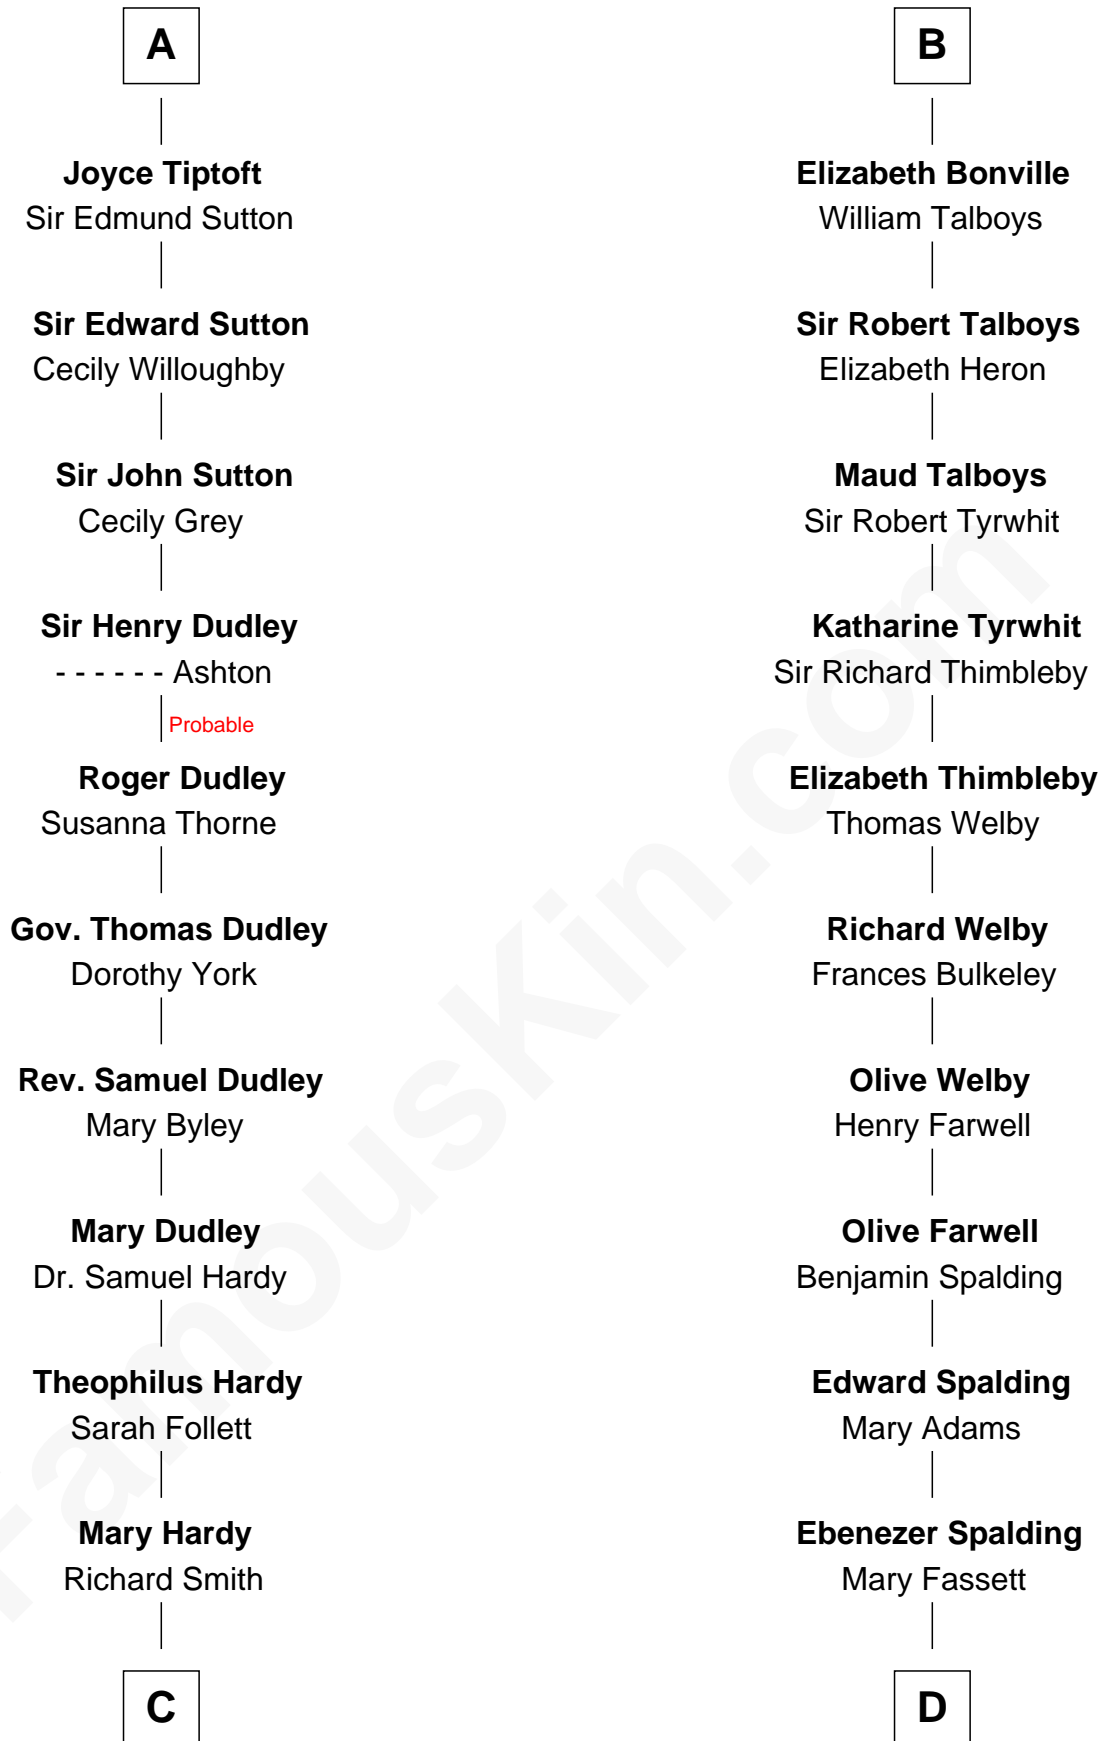 A
Joyce Tiptoft
Sir Edmund Sutton
Sir Edward Sutton
Cecily Willoughby
Sir John Sutton
Cecily Grey
Sir Henry Dudley
- - - - - - Ashton
Probable
Roger Dudley
Susanna Thorne
Gov. Thomas Dudley
Dorothy York
Rev. Samuel Dudley
Mary Byley
Mary Dudley
Dr. Samuel Hardy
Theophilus Hardy
Sarah Follett
Mary Hardy
Richard Smith
C
B
Elizabeth Bonville
William Talboys
Sir Robert Talboys
Elizabeth Heron
Maud Talboys
Sir Robert Tyrwhit
Katharine Tyrwhit
Sir Richard Thimbleby
Elizabeth Thimbleby
Thomas Welby
Richard Welby
Frances Bulkeley
Olive Welby
Henry Farwell
Olive Farwell
Benjamin Spalding
Edward Spalding
Mary Adams
Ebenezer Spalding
Mary Fassett
D
FamousKin.com